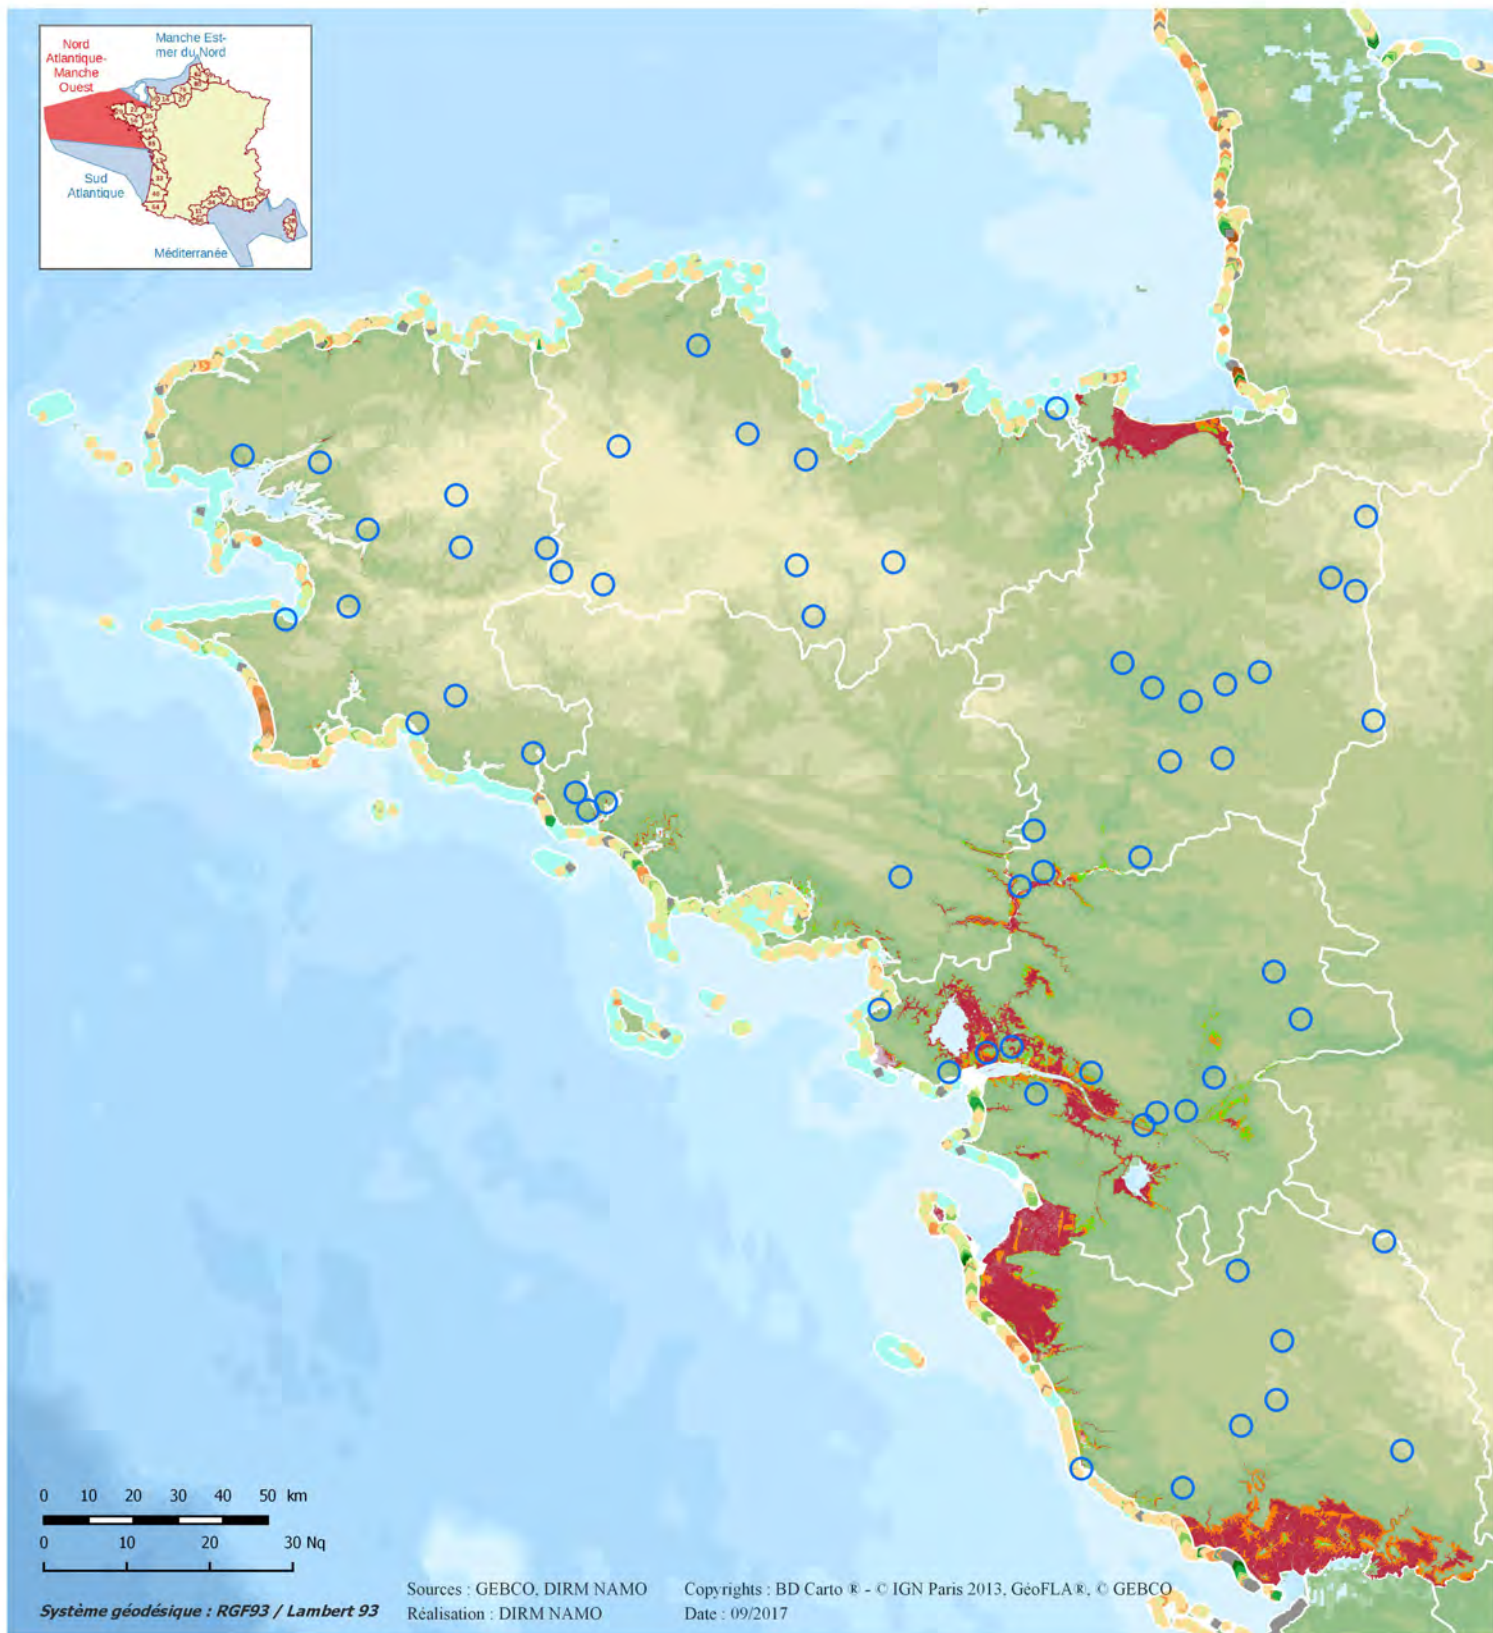 Nord
Atlantique-
Manche
Ouest
Manche Est-
mer du Nord
Sud
Atlantique
Méditerranée
0 10 20 30 40 50 km
0 10 20 30 Nq
Système géodésique : RGF93 / Lambert 93
Sources : GEBCO, DIRM NAMO
Réalisation : DIRM NAMO
Copyrights : BD Carto ® - © IGN Paris 2013, GéoFLA®, © GEBCO
Date : 09/2017